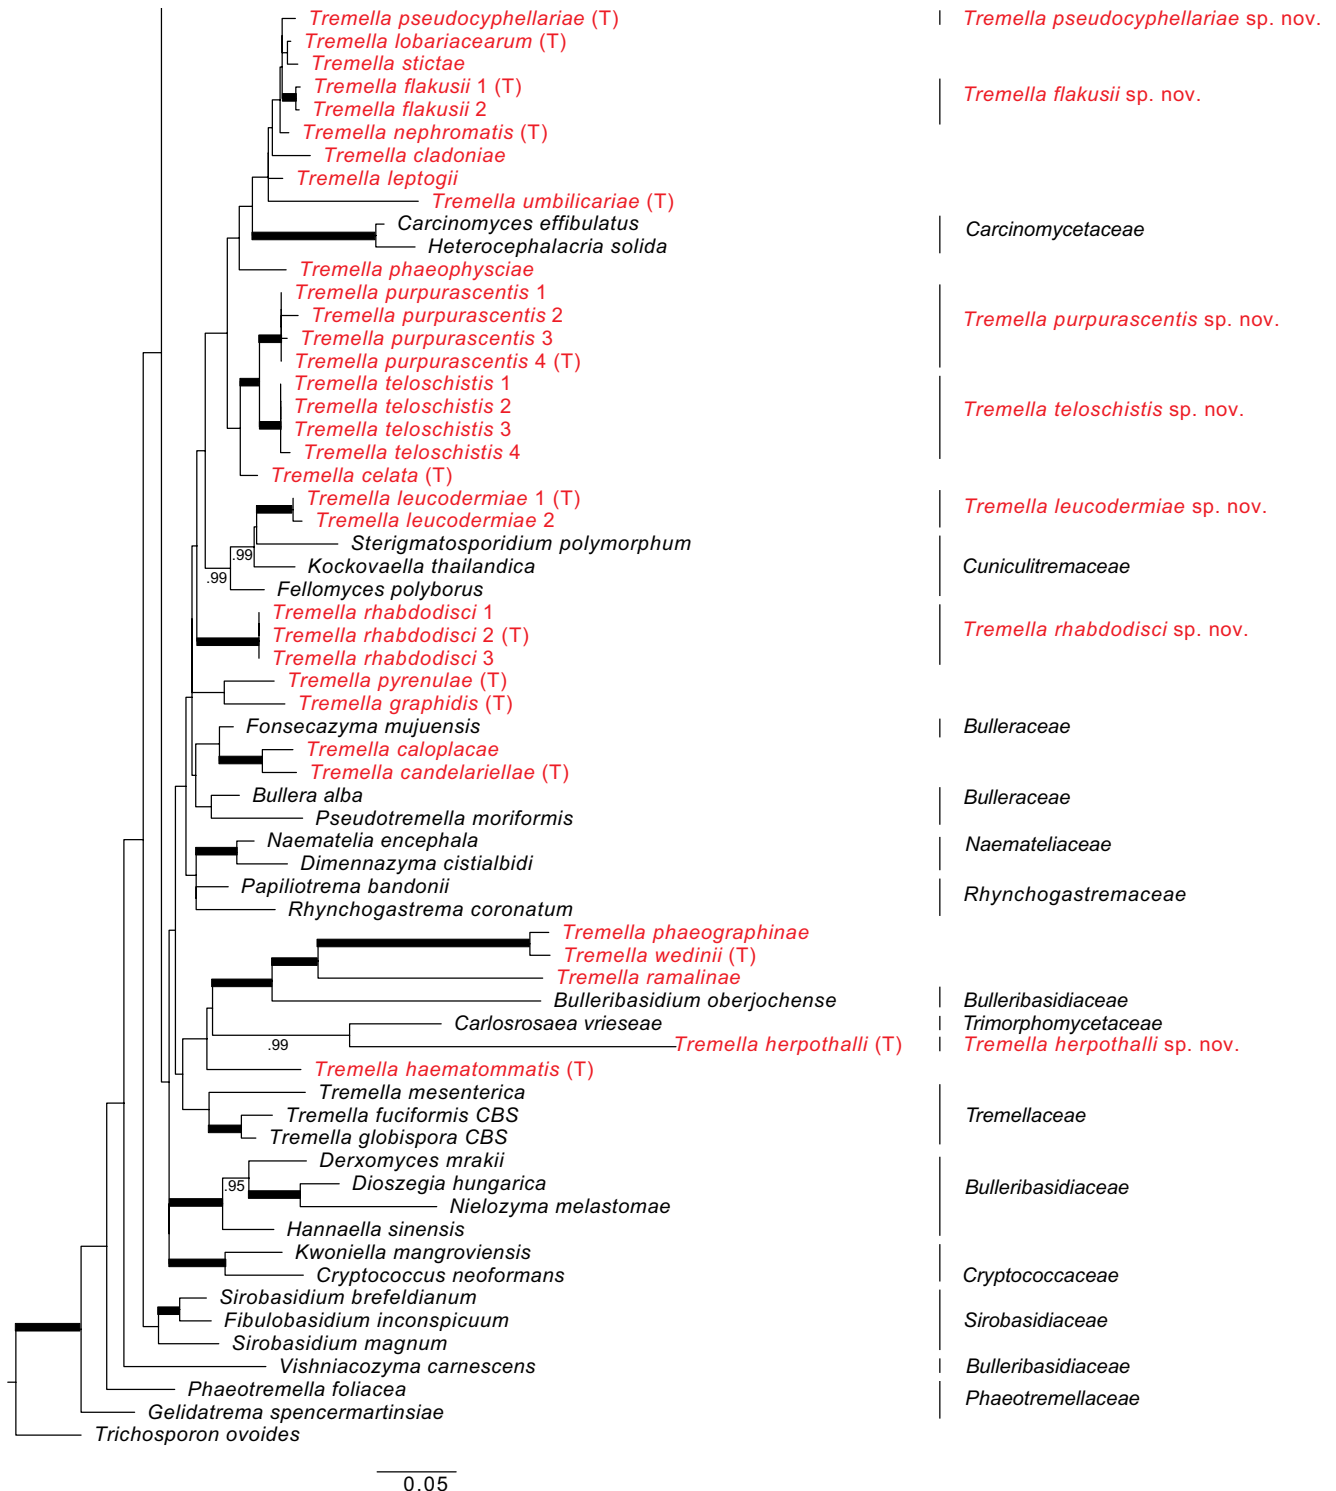 Tremella pseudocyphellariae (T) Tremella pseudocyphellariae sp. nov.
Tremella lobariacearum (T)
Tremella stictae
Tremella flakusii 1 (T)
Tremella flakusii sp. nov.
Tremella flakusii 2
Tremella nephromatis (T)
Tremella cladoniae
Tremella leptogii
Tremella umbilicariae (T)
Carcinomyces effibulatus
Carcinomycetaceae
Heterocephalacria solida
Tremella phaeophysciae
Tremella purpurascentis 1
Tremella purpurascentis 2
Tremella purpurascentis sp. nov.
Tremella purpurascentis 3
Tremella purpurascentis 4 (T)
Tremella teloschistis 1
Tremella teloschistis 2
Tremella teloschistis sp. nov.
Tremella teloschistis 3
Tremella teloschistis 4
Tremella celata (T)
Tremella leucodermiae 1 (T)
Tremella leucodermiae sp. nov.
Tremella leucodermiae 2
Sterigmatosporidium polymorphum
.99
Kockovaella thailandica
Cuniculitremaceae
.99
Fellomyces polyborus
Tremella rhabdodisci 1
Tremella rhabdodisci sp. nov.
Tremella rhabdodisci 2 (T)
Tremella rhabdodisci 3
Tremella pyrenulae (T)
Tremella graphidis (T)
Fonsecazyma mujuensis Bulleraceae
Tremella caloplacae
Tremella candelariellae (T)
Bullera alba Bulleraceae
Pseudotremella moriformis
Naematelia encephala
Naemateliaceae
Dimennazyma cistialbidi
Papiliotrema bandonii
Rhynchogastremaceae
Rhynchogastrema coronatum
Tremella phaeographinae
Tremella wedinii (T)
Tremella ramalinae
Bulleribasidium oberjochense Bulleribasidiaceae
Carlosrosaea vrieseae Trimorphomycetaceae
.99
Tremella herpothalli (T) Tremella herpothalli sp. nov.
Tremella haematommatis (T)
Tremella mesenterica
Tremella fuciformis CBS Tremellaceae
Tremella globispora CBS
Derxomyces mrakii
.95
Dioszegia hungarica
Bulleribasidiaceae
Nielozyma melastomae
Hannaella sinensis
Kwoniella mangroviensis
Cryptococcus neoformans Cryptococcaceae
Sirobasidium brefeldianum
Fibulobasidium inconspicuum Sirobasidiaceae
Sirobasidium magnum
Vishniacozyma carnescens Bulleribasidiaceae
Phaeotremella foliacea
Phaeotremellaceae
Gelidatrema spencermartinsiae
Trichosporon ovoides
0.05